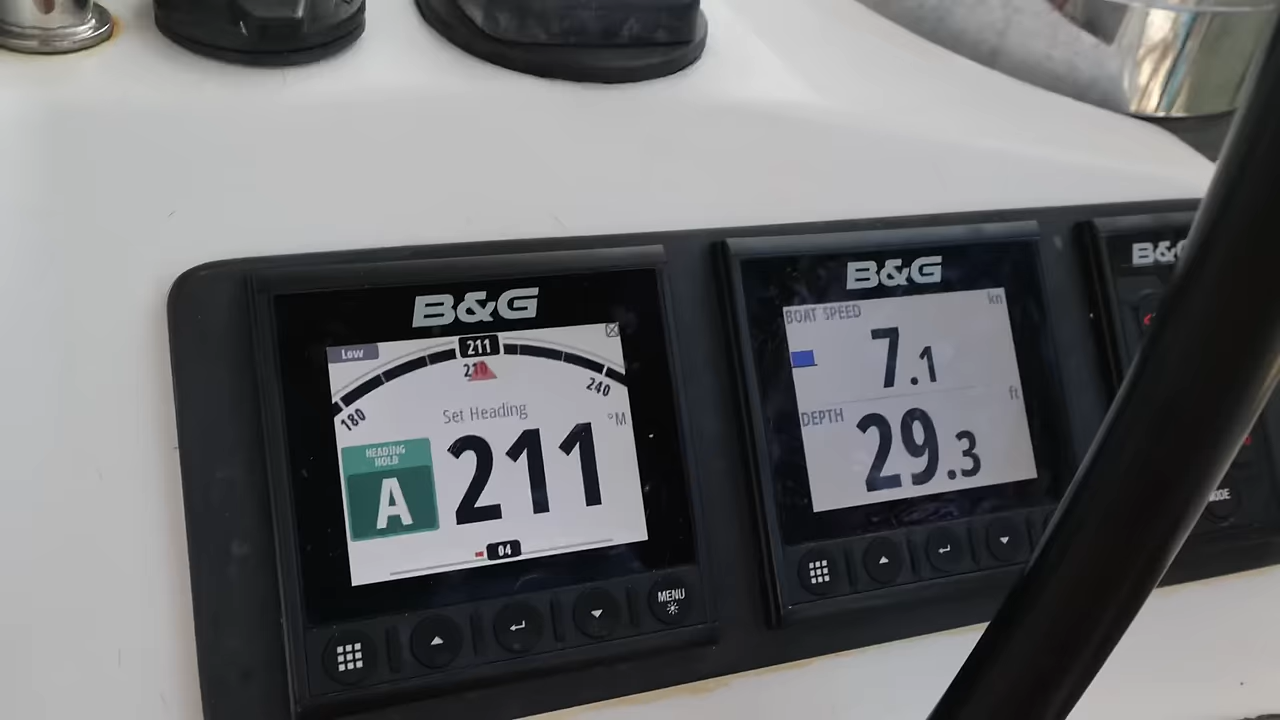 B&G
Low
211
210
180
240
Set Heading
°M
HEADING
HOLD
A
211
04
MENU
B&G
BOAT SPEED
kn
7.1
DEPTH
ft
29.3
B&G